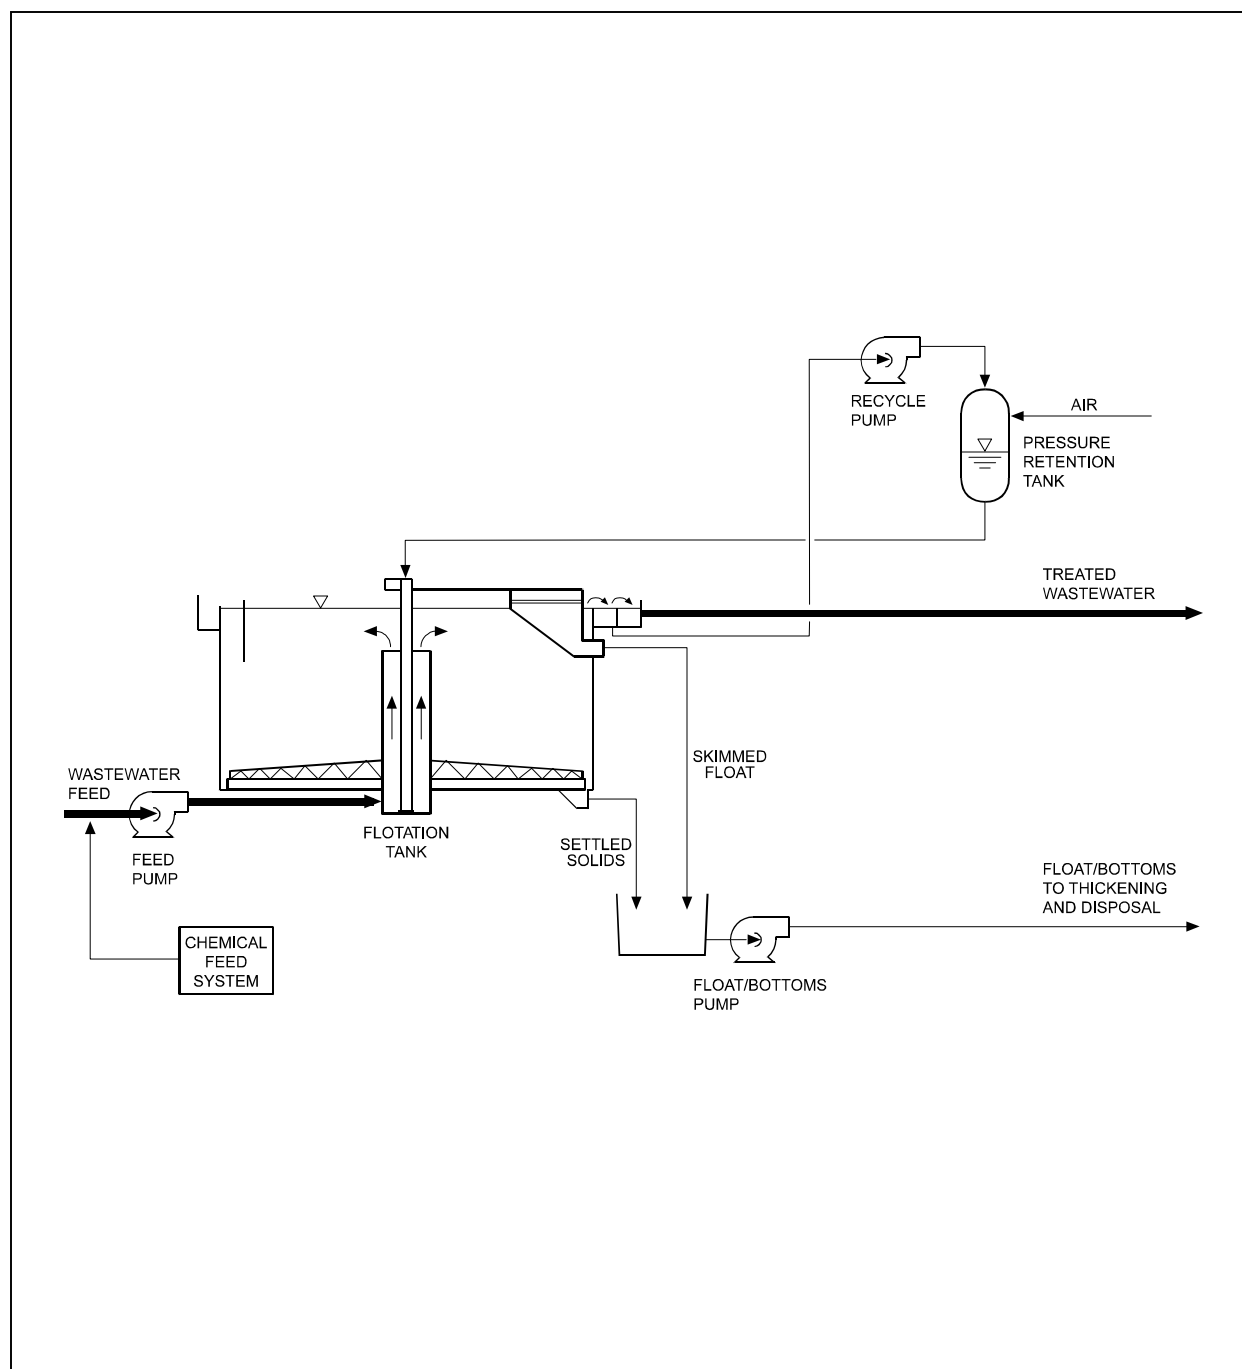 RECYCLE
PUMP
AIR
PRESSURE
RETENTION
TANK
TREATED
WASTEWATER
SKIMMED
FLOAT
WASTEWATER
FEED
FLOTATION
TANK
SETTLED
SOLIDS
FEED
PUMP
FLOAT/BOTTOMS
TO THICKENING
AND DISPOSAL
CHEMICAL
FEED
SYSTEM
FLOAT/BOTTOMS
PUMP